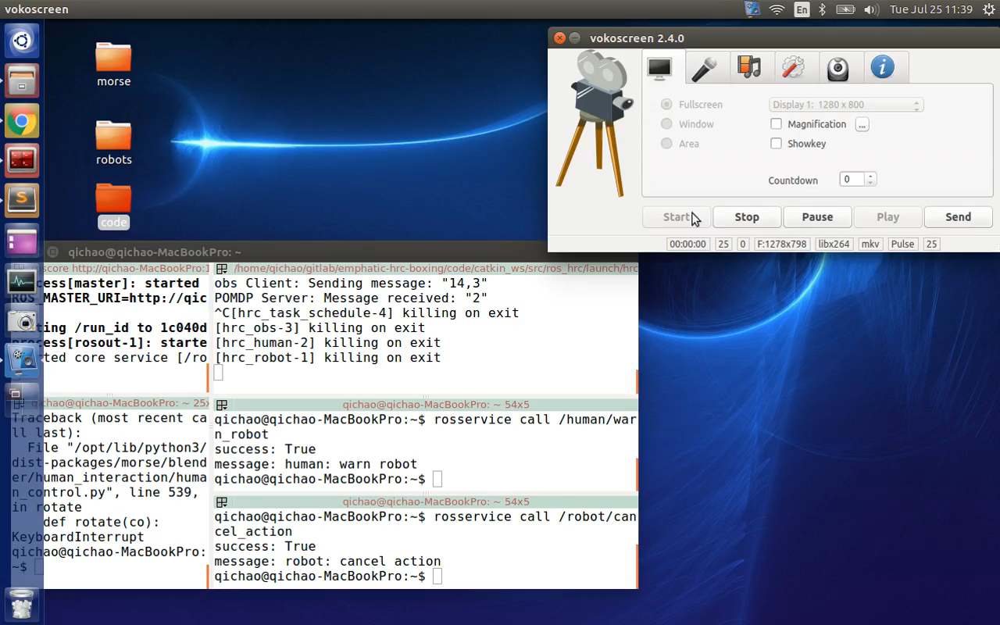 vokoscreen
En
Tue Jul 25 11:39
morse
robots
code
vokoscreen 2.4.0
Fullscreen
Display 1: 1280 x 800
Window
Magnification
...
Area
Showkey
Countdown
0
Start
Stop
Pause
Play
Send
00:00:00
25
0
F:1278x798
libx264
mkv
Pulse
25
qichao@qichao-MacBookPro: ~
score http://qichao-MacBookPro:1
cess[master]: started
ROS_MASTER_URI=http://qic
ting /run_id to 1c040d
process[rosout-1]: starte
ted core service [/ro
/home/qichao/gitlab/emphatic-hrc-boxing/code/catkin_ws/src/ros_hrc/launch/hrc
obs Client: Sending message: "14,3"
POMDP Server: Message received: "2"
^C[hrc_task_schedule-4] killing on exit
[hrc_obs-3] killing on exit
[hrc_human-2] killing on exit
[hrc_robot-1] killing on exit
qichao@qichao-MacBookPro: ~ 25x
Traceback (most recent ca
ll last):
File "/opt/lib/python3/
dist-packages/morse/blend
er/human_interaction/huma
n_control.py", line 539,
in rotate
def rotate(co):
KeyboardInterrupt
qichao@qichao-MacBookPro:
~$
qichao@qichao-MacBookPro: ~ 54x5
qichao@qichao-MacBookPro:~$ rosservice call /human/war
n_robot
success: True
message: human: warn robot
qichao@qichao-MacBookPro:~$
qichao@qichao-MacBookPro: ~ 54x5
qichao@qichao-MacBookPro:~$ rosservice call /robot/can
cel_action
success: True
message: robot: cancel action
qichao@qichao-MacBookPro:~$